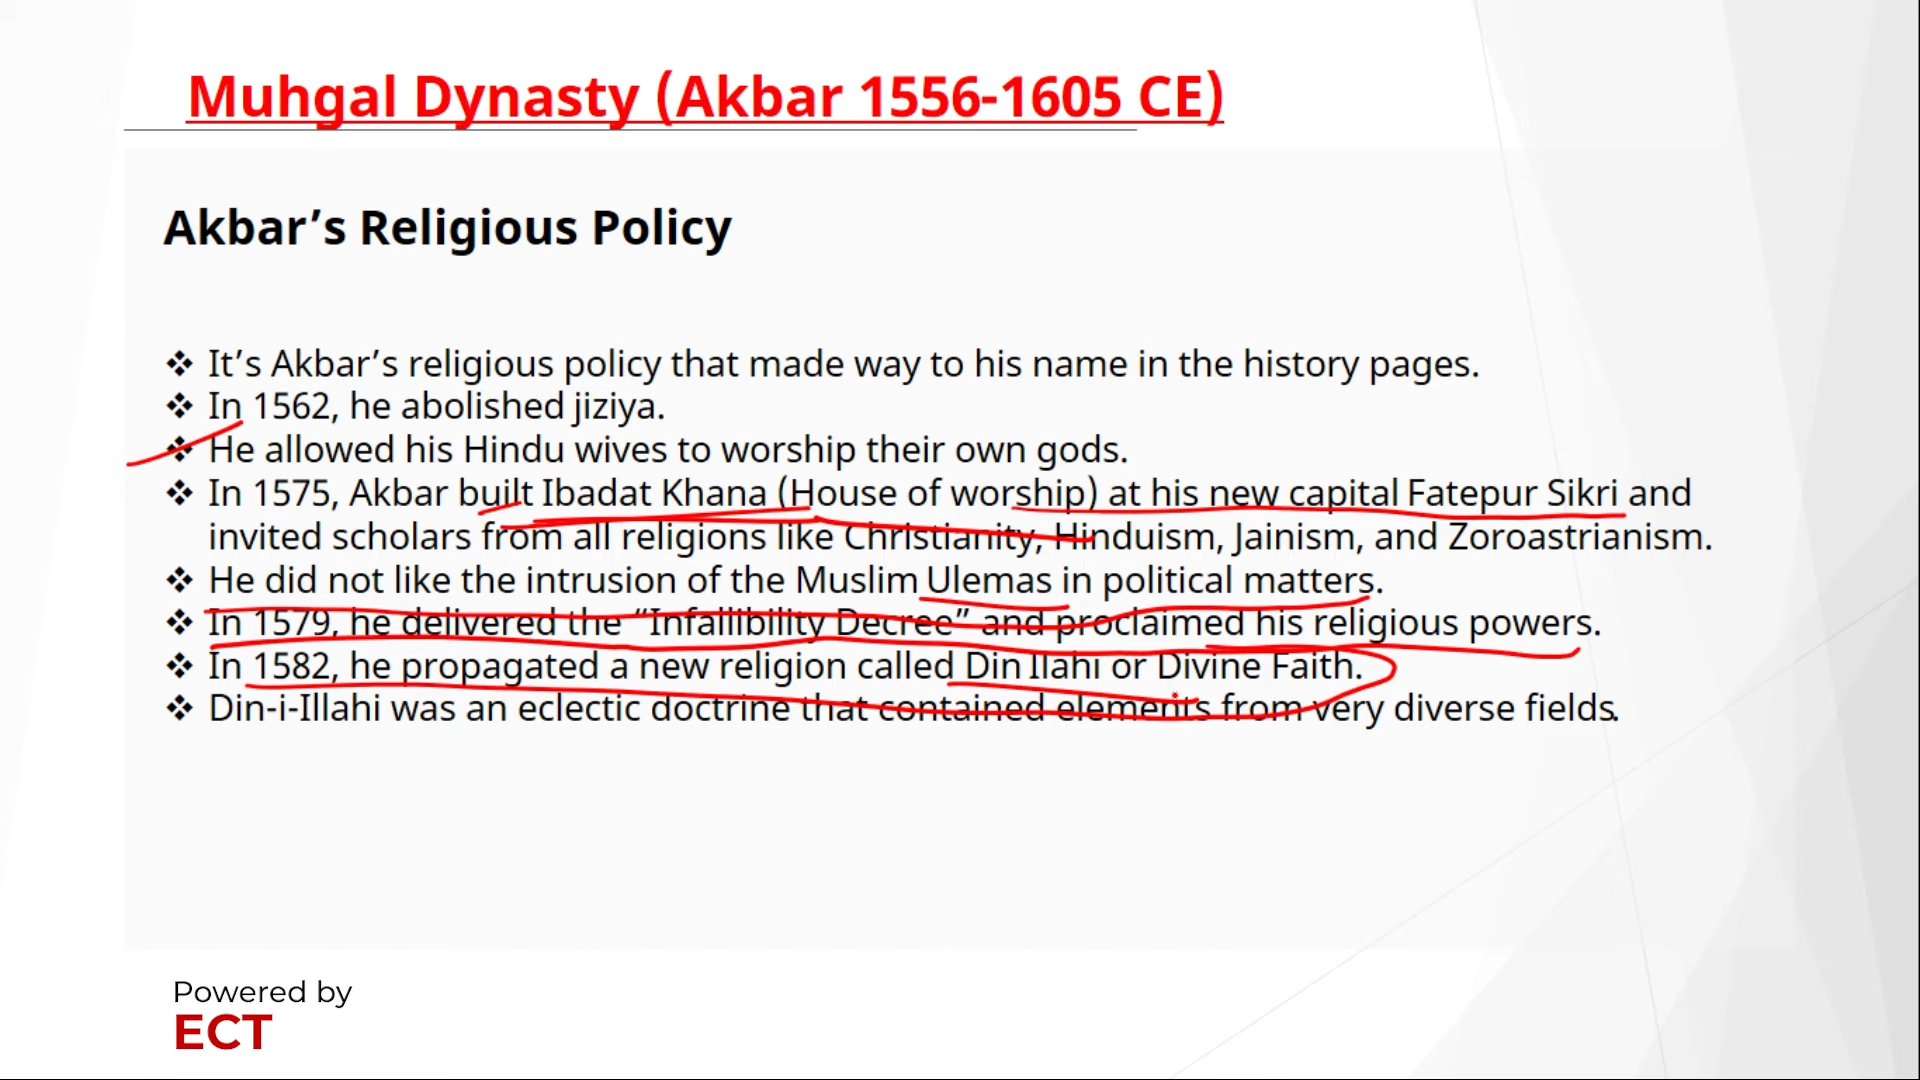 Muhgal Dynasty (Akbar 1556-1605 CE)
Akbar’s Religious Policy
❖ It’s Akbar’s religious policy that made way to his name in the history pages.
❖ In 1562, he abolished jiziya.
❖ He allowed his Hindu wives to worship their own gods.
❖ In 1575, Akbar built Ibadat Khana (House of worship) at his new capital Fatepur Sikri and
invited scholars from all religions like Christianity, Hinduism, Jainism, and Zoroastrianism.
❖ He did not like the intrusion of the Muslim Ulemas in political matters.
❖ In 1579, he delivered the “Infallibility Decree” and proclaimed his religious powers.
❖ In 1582, he propagated a new religion called Din Ilahi or Divine Faith.
❖ Din-i-Illahi was an eclectic doctrine that contained elements from very diverse fields.
Powered by
ECT